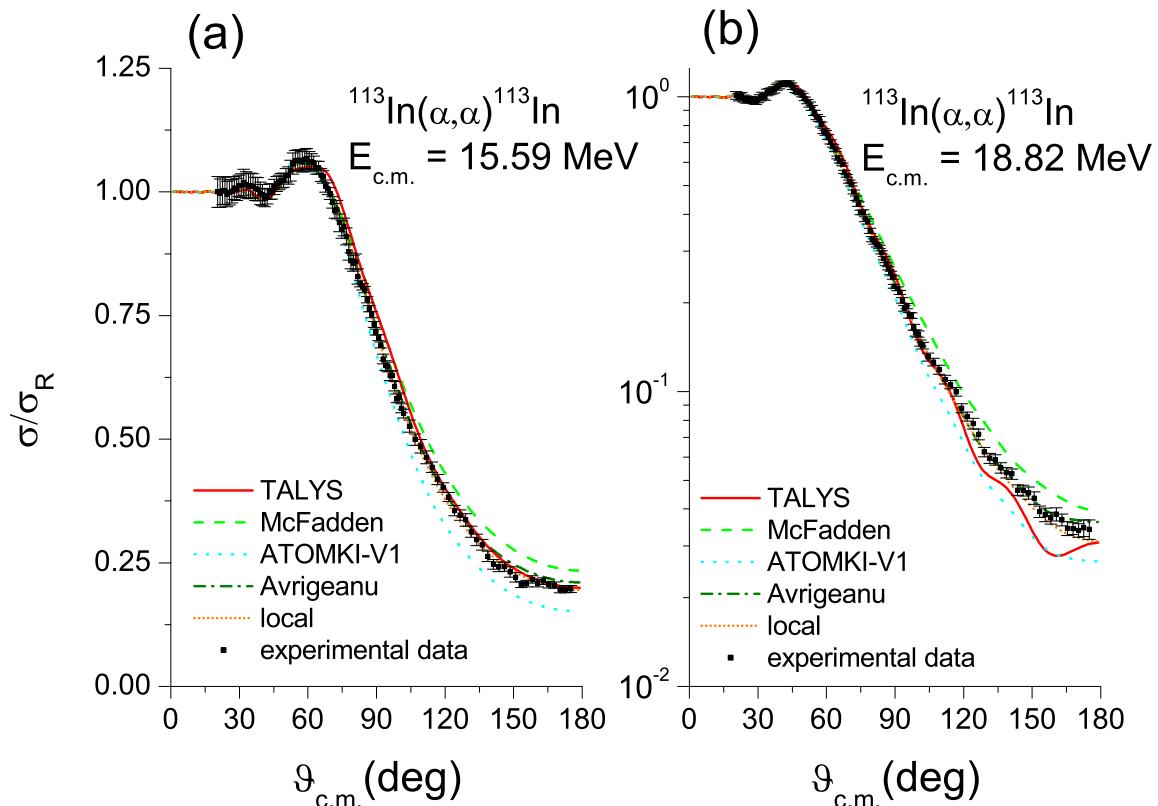 (a)
1.25
1.00
0.75
0.50
0.25
0.00
σ/σR
¹¹³In(α,α)¹¹³In
Ec.m. = 15.59 MeV
TALYS
McFadden
ATOMKI-V1
Avrigeanu
local
experimental data
0 30 60 90 120 150 180
ϑc.m.(deg)
(b)
10⁰
10⁻¹
10⁻²
¹¹³In(α,α)¹¹³In
Ec.m. = 18.82 MeV
TALYS
McFadden
ATOMKI-V1
Avrigeanu
local
experimental data
0 30 60 90 120 150 180
ϑc.m.(deg)